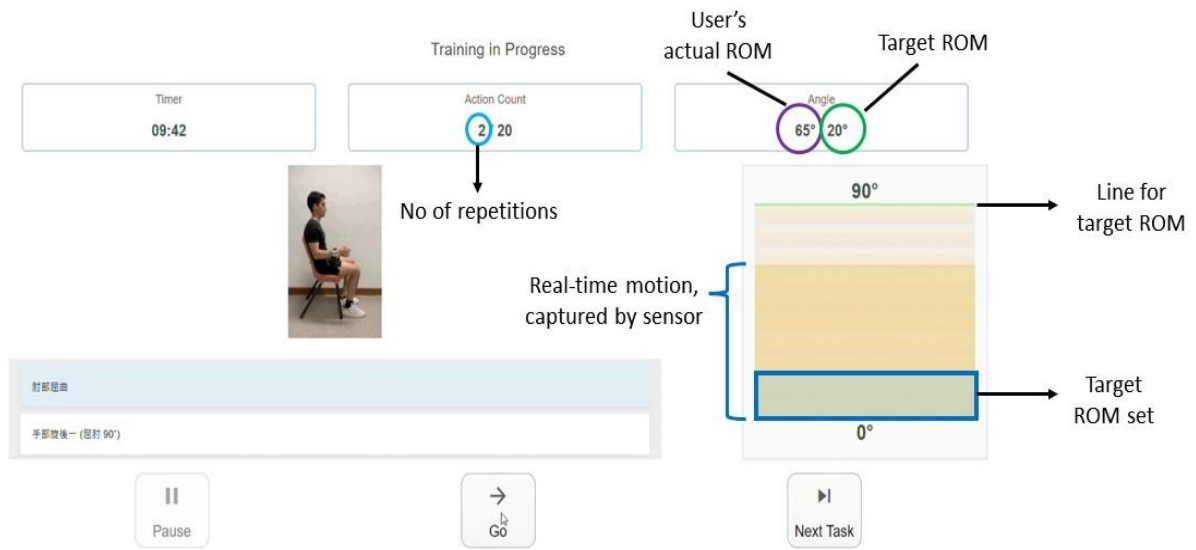 User's
actual ROM
Target ROM
Training in Progress
Timer
09:42
Action Count
2 / 20
Angle
65° 20°
No of repetitions
90°
Line for
target ROM
Real-time motion,
captured by sensor
Target
ROM set
0°
肘部屈曲
手部旋後一 (屈肘 90°)
Pause
Go
Next Task